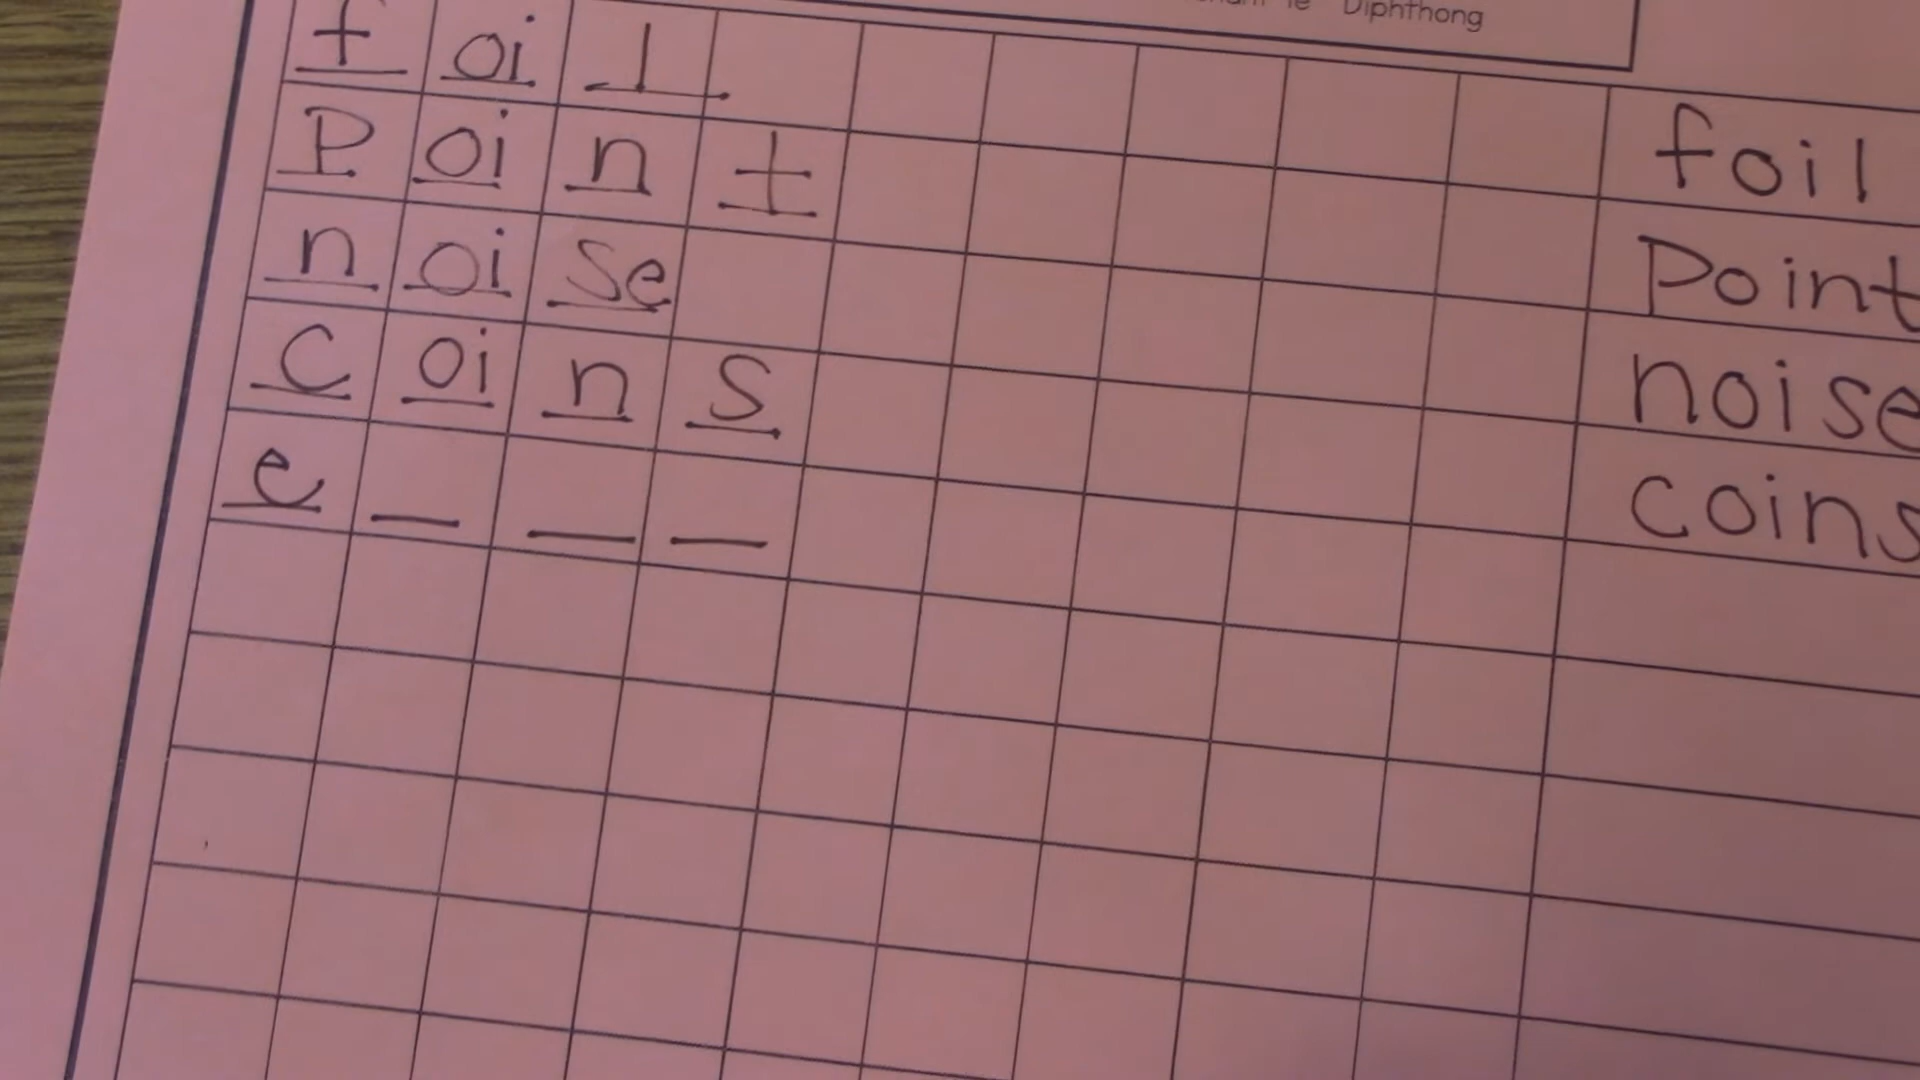 Diphthong
f oi l foil
P oi n t Point
n oi se noise
c oi n s coins
e _ _ _